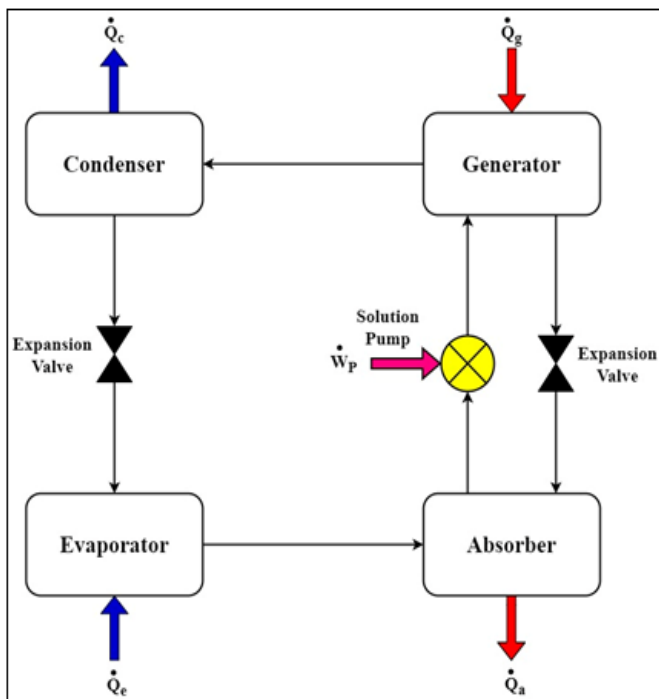 Q̇c
Q̇g
Condenser
Generator
Solution
Pump
Expansion
Valve
ẆP
Expansion
Valve
Evaporator
Absorber
Q̇e
Q̇a